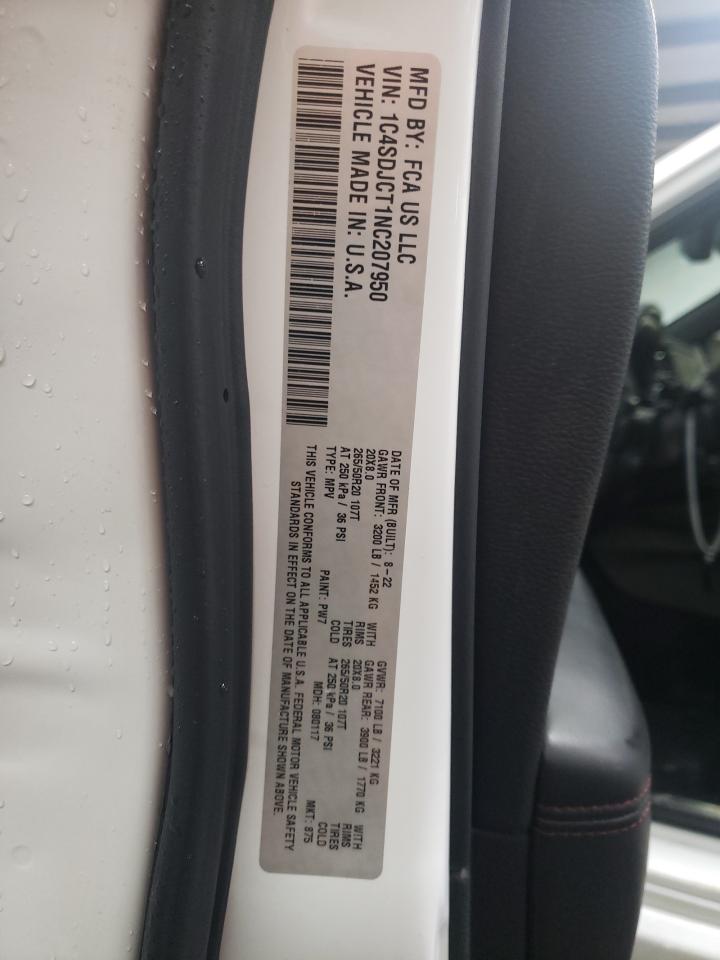 MFD BY: FCA US LLC
VIN: 1C4SDJCT1NC207950
VEHICLE MADE IN: U.S.A.
DATE OF MFR (BUILT): 8-22 GVWR: 7100 LB / 3221 KG
GAWR FRONT: 3200 LB / 1452 KG WITH GAWR REAR: 3900 LB / 1770 KG WITH
20X8.0 RIMS 20X8.0 RIMS
265/50R20 107T TIRES 265/50R20 107T TIRES
AT 250 kPa / 36 PSI COLD AT 250 kPa / 36 PSI COLD
TYPE: MPV PAINT: PW7 MDH: 080117 MKT: 875
THIS VEHICLE CONFORMS TO ALL APPLICABLE U.S.A. FEDERAL MOTOR VEHICLE SAFETY
STANDARDS IN EFFECT ON THE DATE OF MANUFACTURE SHOWN ABOVE.